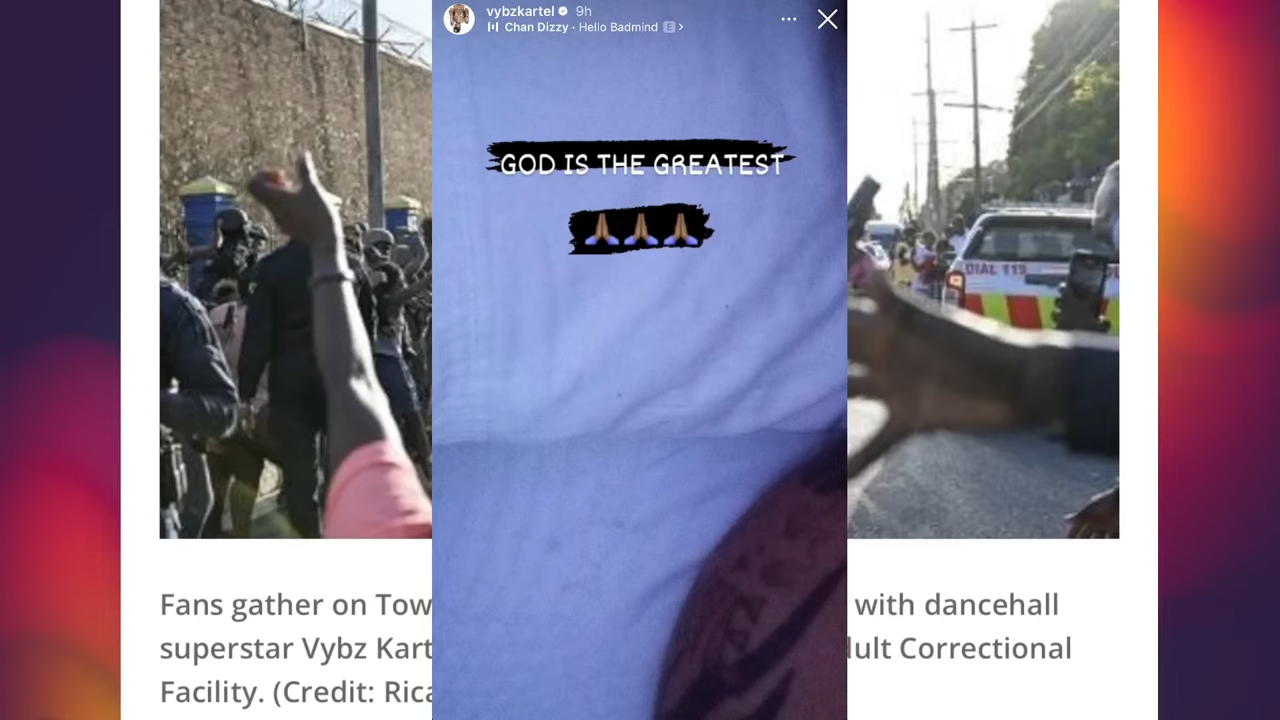 vybzkartel 9h
Chan Dizzy · Hello Badmind E >
GOD IS THE GREATEST
🙏🏽🙏🏽🙏🏽
DIAL 119
Fans gather on Tow with dancehall
superstar Vybz Kart dult Correctional
Facility. (Credit: Rica